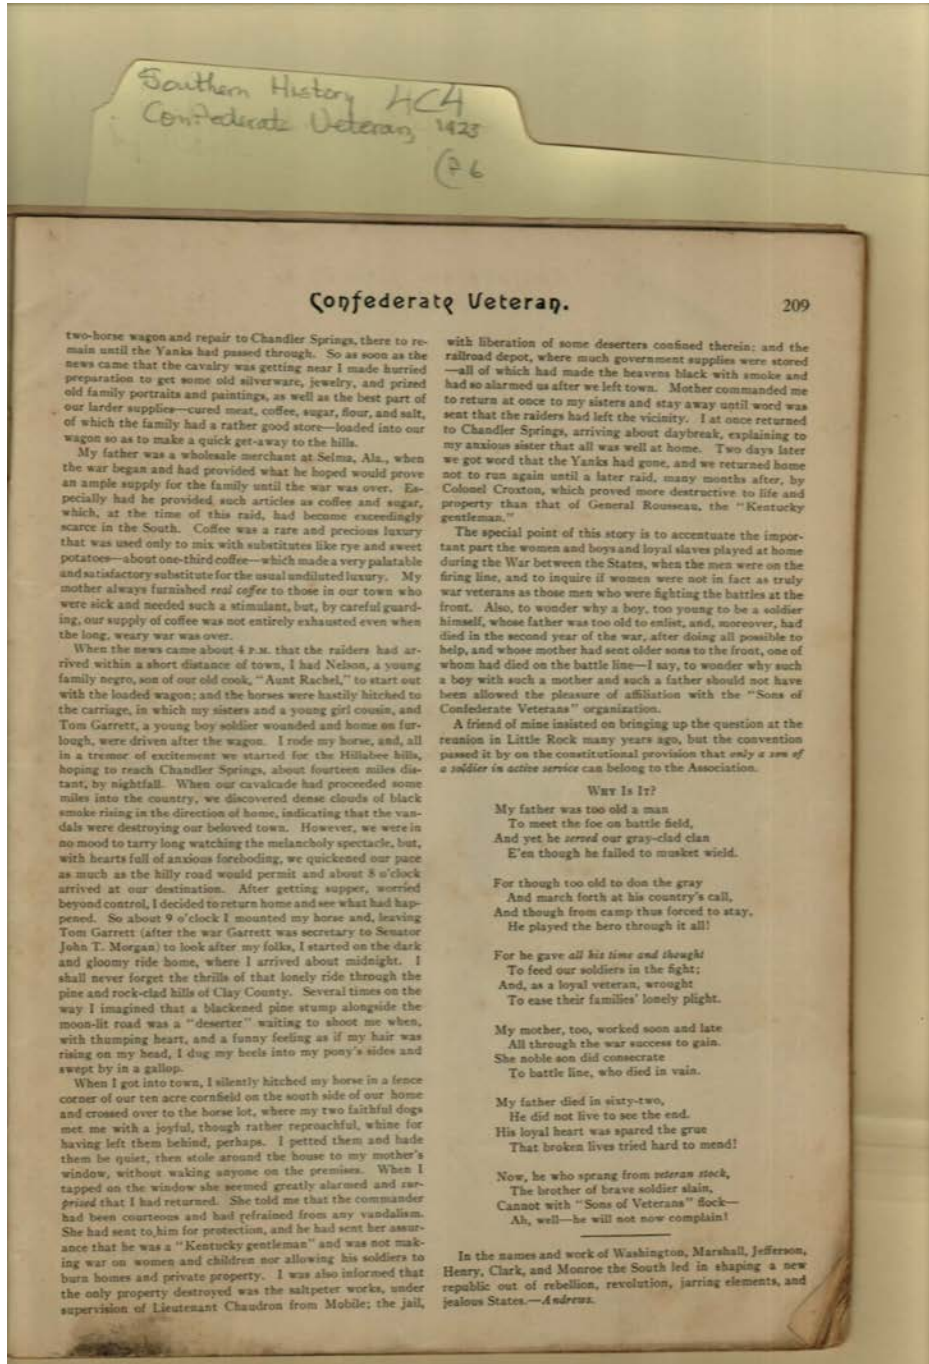 Southern History 4C4
Confederate Veteran, 1925
(P 6
Confederate Veteran.
209
two-horse wagon and repair to Chandler Springs, there to re-
main until the Yanks had passed through. So as soon as the
news came that the cavalry was getting near I made hurried
preparation to get some old silverware, jewelry, and prized
old family portraits and paintings, as well as the best part of
our larder supplies—cured meat, coffee, sugar, flour, and salt,
of which the family had a rather good store—loaded into our
wagon so as to make a quick get-away to the hills.
My father was a wholesale merchant at Selma, Ala., when
the war began and had provided what he hoped would prove
an ample supply for the family until the war was over. Es-
pecially had he provided such articles as coffee and sugar,
which, at the time of this raid, had become exceedingly
scarce in the South. Coffee was a rare and precious luxury
that was used only to mix with substitutes like rye and sweet
potatoes—about one-third coffee—which made a very palatable
and satisfactory substitute for the usual undiluted luxury. My
mother always furnished real coffee to those in our town who
were sick and needed such a stimulant, but, by careful guard-
ing, our supply of coffee was not entirely exhausted even when
the long, weary war was over.
When the news came about 4 P.M. that the raiders had ar-
rived within a short distance of town, I had Nelson, a young
family negro, son of our old cook, "Aunt Rachel," to start out
with the loaded wagon; and the horses were hastily hitched to
the carriage, in which my sisters and a young girl cousin, and
Tom Garrett, a young boy soldier wounded and home on fur-
lough, were driven after the wagon. I rode my horse, and, all
in a tremor of excitement we started for the Hillabee hills,
hoping to reach Chandler Springs, about fourteen miles dis-
tant, by nightfall. When our cavalcade had proceeded some
miles into the country, we discovered dense clouds of black
smoke rising in the direction of home, indicating that the van-
dals were destroying our beloved town. However, we were in
no mood to tarry long watching the melancholy spectacle, but,
with hearts full of anxious foreboding, we quickened our pace
as much as the hilly road would permit and about 8 o'clock
arrived at our destination. After getting supper, worried
beyond control, I decided to return home and see what had hap-
pened. So about 9 o'clock I mounted my horse and, leaving
Tom Garrett (after the war Garrett was secretary to Senator
John T. Morgan) to look after my folks, I started on the dark
and gloomy ride home, where I arrived about midnight. I
shall never forget the thrills of that lonely ride through the
pine and rock-clad hills of Clay County. Several times on the
way I imagined that a blackened pine stump alongside the
moon-lit road was a "deserter" waiting to shoot me when,
with thumping heart, and a funny feeling as if my hair was
rising on my head, I dug my heels into my pony's sides and
swept by in a gallop.
When I got into town, I silently hitched my horse in a fence
corner of our ten acre cornfield on the south side of our home
and crossed over to the horse lot, where my two faithful dogs
met me with a joyful, though rather reproachful, whine for
having left them behind, perhaps. I petted them and bade
them be quiet, then stole around the house to my mother's
window, without waking anyone on the premises. When I
tapped on the window she seemed greatly alarmed and sur-
prised that I had returned. She told me that the commander
had been courteous and had refrained from any vandalism.
She had sent to him for protection, and he had sent her assur-
ance that he was a "Kentucky gentleman" and was not mak-
ing war on women and children nor allowing his soldiers to
burn homes and private property. I was also informed that
the only property destroyed was the saltpeter works, under
supervision of Lieutenant Chaudron from Mobile; the jail,
with liberation of some deserters confined therein; and the
railroad depot, where much government supplies were stored
—all of which had made the heavens black with smoke and
had so alarmed us after we left town. Mother commanded me
to return at once to my sisters and stay away until word was
sent that the raiders had left the vicinity. I at once returned
to Chandler Springs, arriving about daybreak, explaining to
my anxious sister that all was well at home. Two days later
we got word that the Yanks had gone, and we returned home
not to run again until a later raid, many months after, by
Colonel Croxton, which proved more destructive to life and
property than that of General Rousseau, the "Kentucky
gentleman."
The special point of this story is to accentuate the impor-
tant part the women and boys and loyal slaves played at home
during the War between the States, when the men were on the
firing line, and to inquire if women were not in fact as truly
war veterans as those men who were fighting the battles at the
front. Also, to wonder why a boy, too young to be a soldier
himself, whose father was too old to enlist, and, moreover, had
died in the second year of the war, after doing all possible to
help, and whose mother had sent older sons to the front, one of
whom had died on the battle line—I say, to wonder why such
a boy with such a mother and such a father should not have
been allowed the pleasure of affiliation with the "Sons of
Confederate Veterans" organization.
A friend of mine insisted on bringing up the question at the
reunion in Little Rock many years ago, but the convention
passed it by on the constitutional provision that only a son of
a soldier in active service can belong to the Association.
WHY IS IT?
My father was too old a man
To meet the foe on battle field,
And yet he served our gray-clad clan
E'en though he failed to musket wield.
For though too old to don the gray
And march forth at his country's call,
And though from camp thus forced to stay,
He played the hero through it all!
For he gave all his time and thought
To feed our soldiers in the fight;
And, as a loyal veteran, wrought
To ease their families' lonely plight.
My mother, too, worked soon and late
All through the war success to gain.
She noble son did consecrate
To battle line, who died in vain.
My father died in sixty-two,
He did not live to see the end.
His loyal heart was spared the grue
That broken lives tried hard to mend!
Now, he who sprang from veteran stock,
The brother of brave soldier slain,
Cannot with "Sons of Veterans" flock—
Ah, well—he will not now complain!
In the names and work of Washington, Marshall, Jefferson,
Henry, Clark, and Monroe the South led in shaping a new
republic out of rebellion, revolution, jarring elements, and
jealous States.—Andrews.